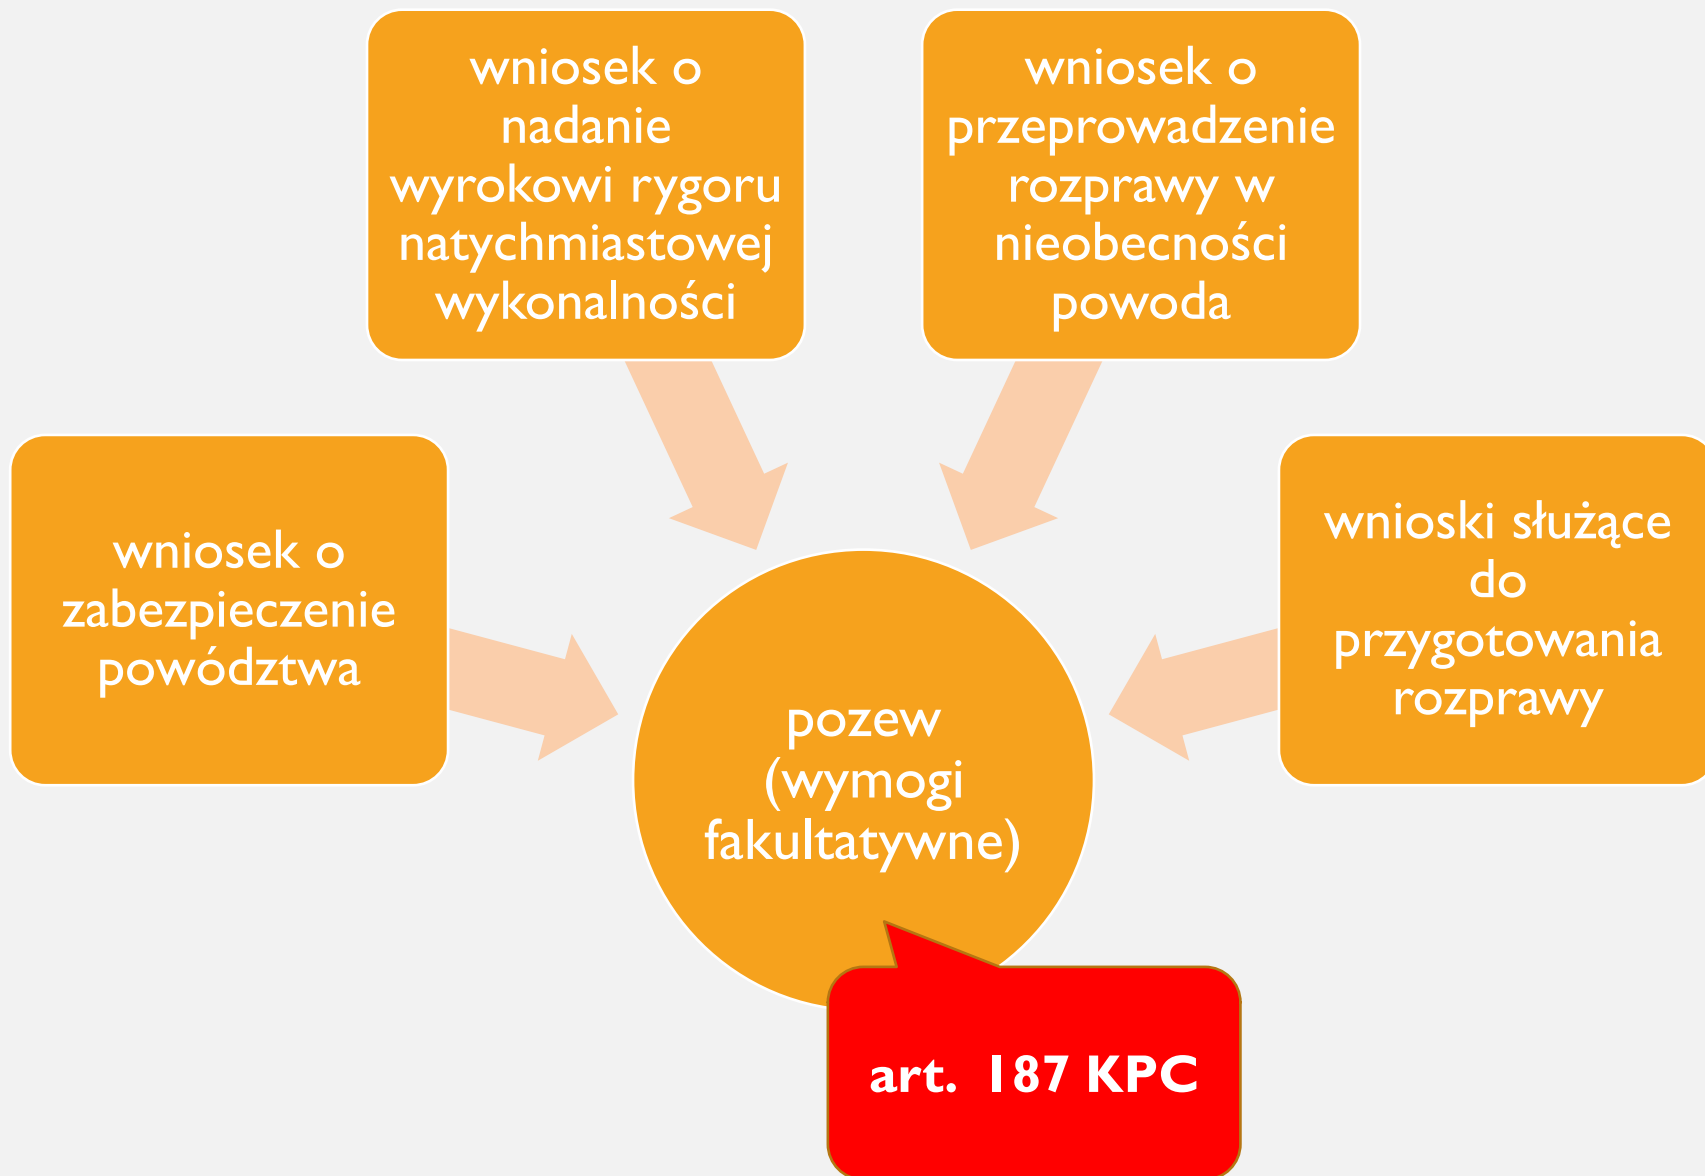 wniosek o
nadanie
wyrokowi rygoru
natychmiastowej
wykonalności
wniosek o
przeprowadzenie
rozprawy w
nieobecności
powoda
wniosek o
zabezpieczenie
powództwa
wnioski służące
do
przygotowania
rozprawy
pozew
(wymogi
fakultatywne)
art. 187 KPC